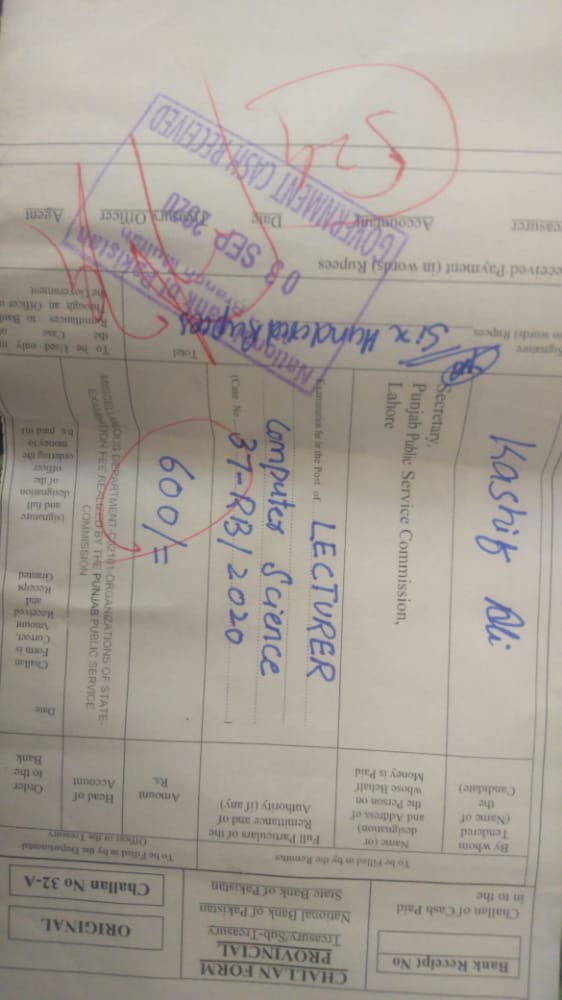 Bank Receipt No
CHALLAN FORM
PROVINCIAL
Treasury/Sub-Treasury
National Bank of Pakistan
State Bank of Pakistan
ORIGINAL
Challan No 32-A
Challan of Cash Paid
in to the
To be Filled in by the Remitter
To be Filled in by the Departmental
Officer or the Treasury
By whom
Tendered
(Name of
the
Candidate)
Name (or
designation)
and Address of
the Person on
whose Behalf
Money is Paid
Full Particulars of the
Remittance and of
Authority (if any)
Amount
Rs.
Head of
Account
Order
to the
Bank
Kashif Ali
Secretary,
Punjab Public Service Commission,
Lahore
Examination fee for the Post of LECTURER
Computer Science
(Case No. 37-RB/2020)
600/=
MISCELLANEOUS DEPARTMENT-C02101-ORGANIZATIONS OF STATE-
EXAMINATION FEE REALIZED BY THE PUNJAB PUBLIC SERVICE
COMMISSION
Date
Challan
Form is
Correct,
amount
Received
and
Receipt
Granted
(signature
and full
designation
of the
officer
ordering the
money to
be paid in)
Signature
(in words) Rupees Six Hundered Rupees
Total
To be Used only in
the Case of
Remittances to Bank
Through an Officer
the Government
Received Payment (in words) Rupees
Treasurer
Accountant
Date
Treasury Officer
Agent
National Bank of Pakistan
Branch Multan
03 SEP 2020
GOVERNMENT CASH RECEIVED